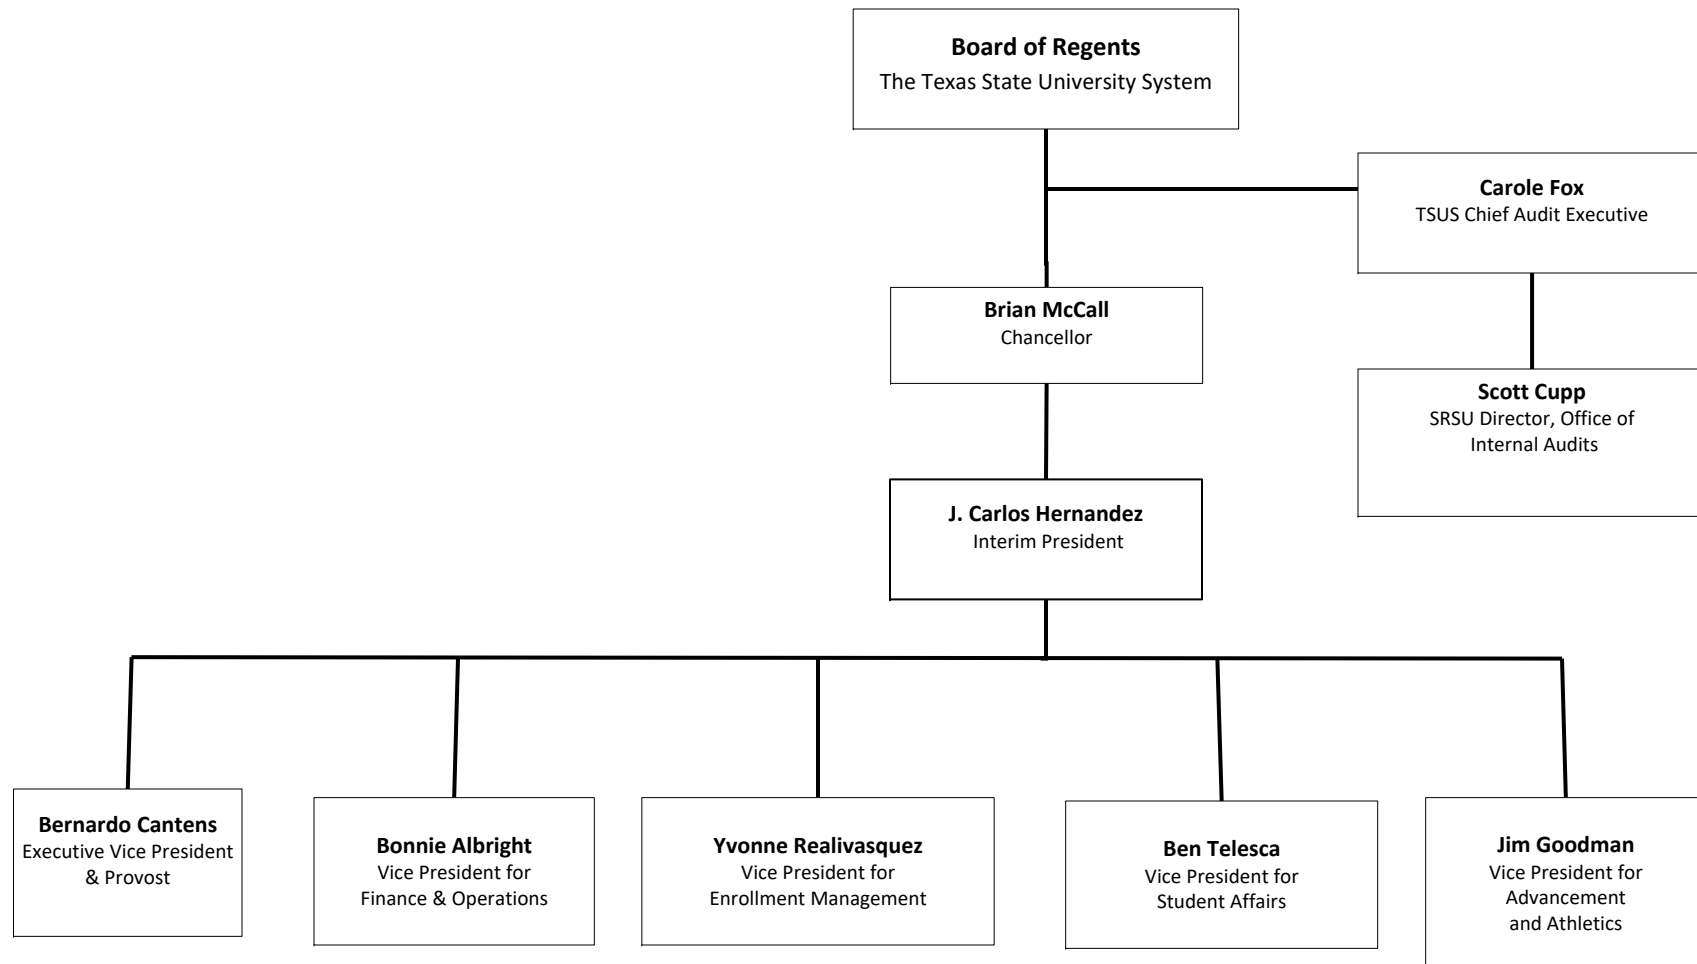 Board of Regents
The Texas State University System
Carole Fox
TSUS Chief Audit Executive
Brian McCall
Chancellor
Scott Cupp
SRSU Director, Office of
Internal Audits
J. Carlos Hernandez
Interim President
Bernardo Cantens
Executive Vice President
& Provost
Bonnie Albright
Vice President for
Finance & Operations
Yvonne Realivasquez
Vice President for
Enrollment Management
Ben Telesca
Vice President for
Student Affairs
Jim Goodman
Vice President for
Advancement
and Athletics